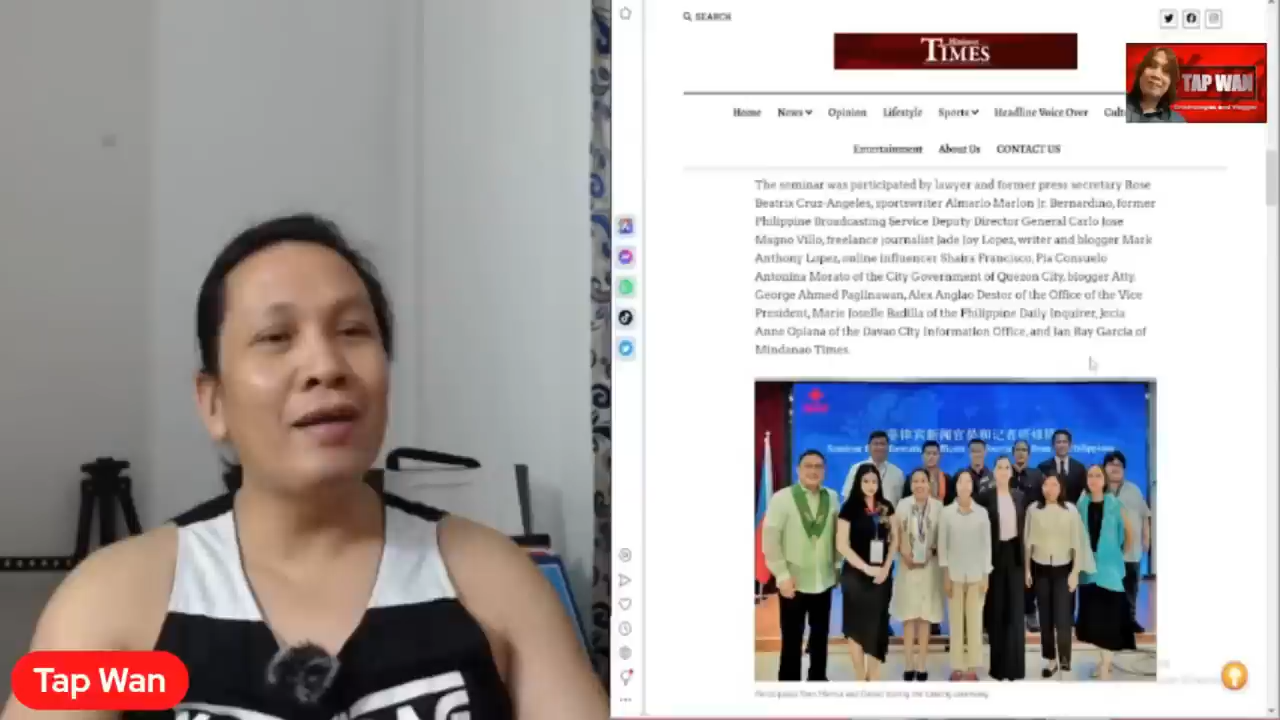 SEARCH
Mindanao
TIMES
TAP WAN
Home News Opinion Lifestyle Sports Headline Voice Over
Entertainment About Us CONTACT US
The seminar was participated by lawyer and former press secretary Rose
Beatrix Cruz-Angeles, sportswriter Almario Marlon Jr. Bernardino, former
Philippine Broadcasting Service Deputy Director General Carlo Jose
Magno Villo, freelance journalist Jade Joy Lopez, writer and blogger Mark
Anthony Lopez, online influencer Shaira Francisco, Pia Consuelo
Antonina Morato of the City Government of Quezon City, blogger Atty.
George Ahmed Paglinawan, Alex Anglao Destor of the Office of the Vice
President, Marie Joselle Badilla of the Philippine Daily Inquirer, Jecia
Anne Opiana of the Davao City Information Office, and Ian Ray Garcia of
Mindanao Times.
Tap Wan